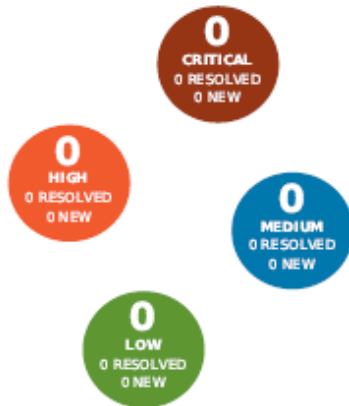 0
CRITICAL
0 RESOLVED
0 NEW
0
HIGH
0 RESOLVED
0 NEW
0
MEDIUM
0 RESOLVED
0 NEW
0
LOW
0 RESOLVED
0 NEW